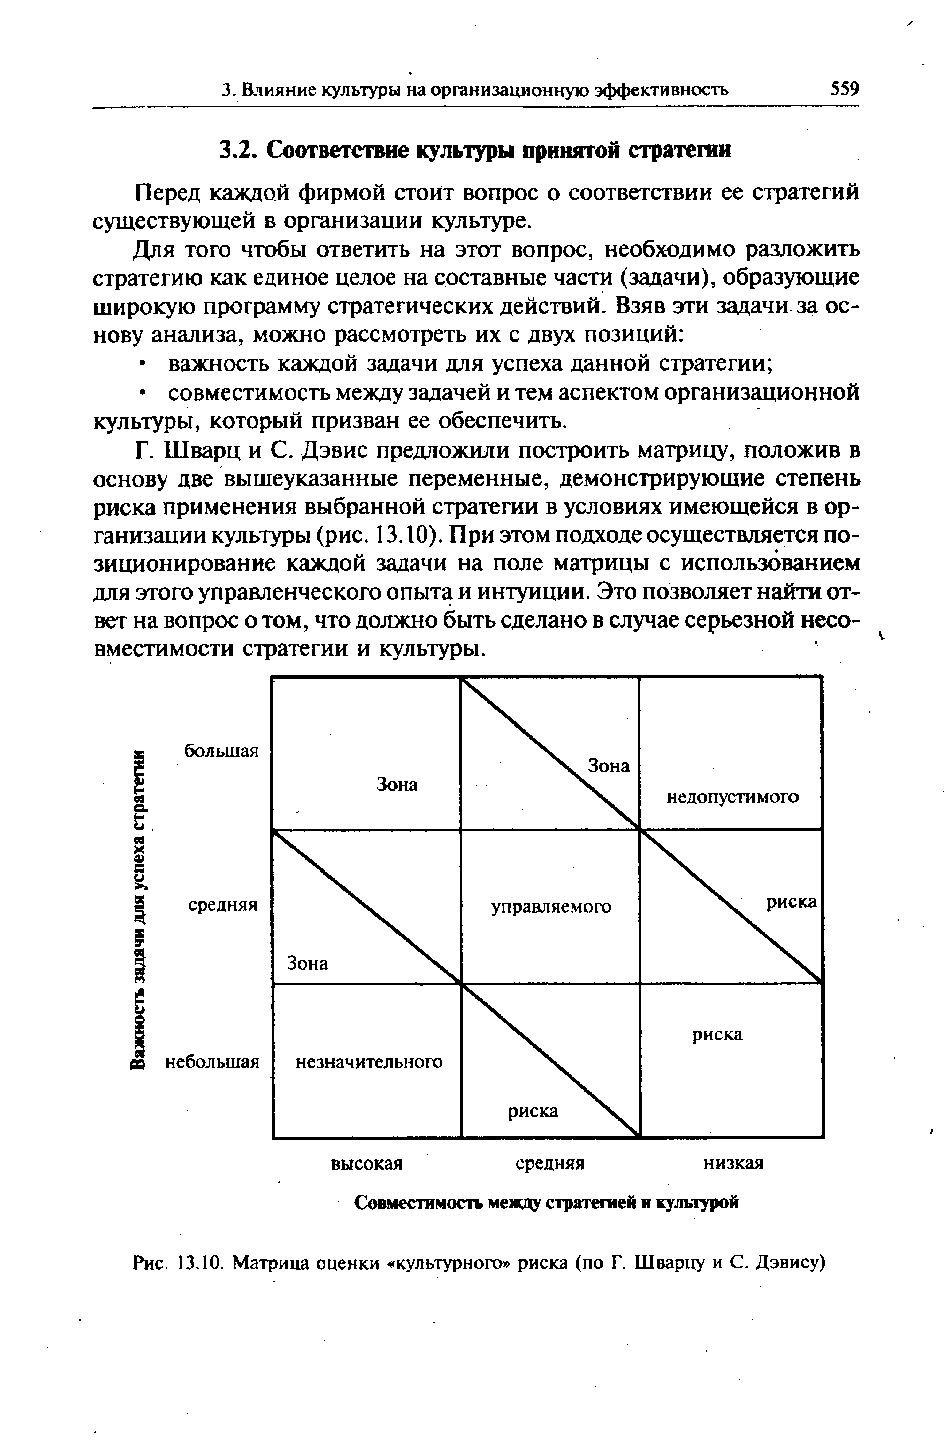 3. Влияние культуры на организационную эффективность 559
3.2. Соответствие культуры принятой стратегии
Перед каждой фирмой стоит вопрос о соответствии ее стратегий
существующей в организации культуре.
Для того чтобы ответить на этот вопрос, необходимо разложить
стратегию как единое целое на составные части (задачи), образующие
широкую программу стратегических действий. Взяв эти задачи за ос-
нову анализа, можно рассмотреть их с двух позиций:
• важность каждой задачи для успеха данной стратегии;
• совместимость между задачей и тем аспектом организационной
культуры, который призван ее обеспечить.
Г. Шварц и С. Дэвис предложили построить матрицу, положив в
основу две вышеуказанные переменные, демонстрирующие степень
риска применения выбранной стратегии в условиях имеющейся в ор-
ганизации культуры (рис. 13.10). При этом подходе осуществляется по-
зиционирование каждой задачи на поле матрицы с использованием
для этого управленческого опыта и интуиции. Это позволяет найти от-
вет на вопрос о том, что должно быть сделано в случае серьезной несо-
вместимости стратегии и культуры.
Важность задачи для успеха стратегии
большая
Зона
Зона
недопустимого
средняя
управляемого
риска
Зона
риска
небольшая
незначительного
риска
высокая средняя низкая
Совместимость между стратегией и культурой
Рис. 13.10. Матрица оценки «культурного» риска (по Г. Шварцу и С. Дэвису)